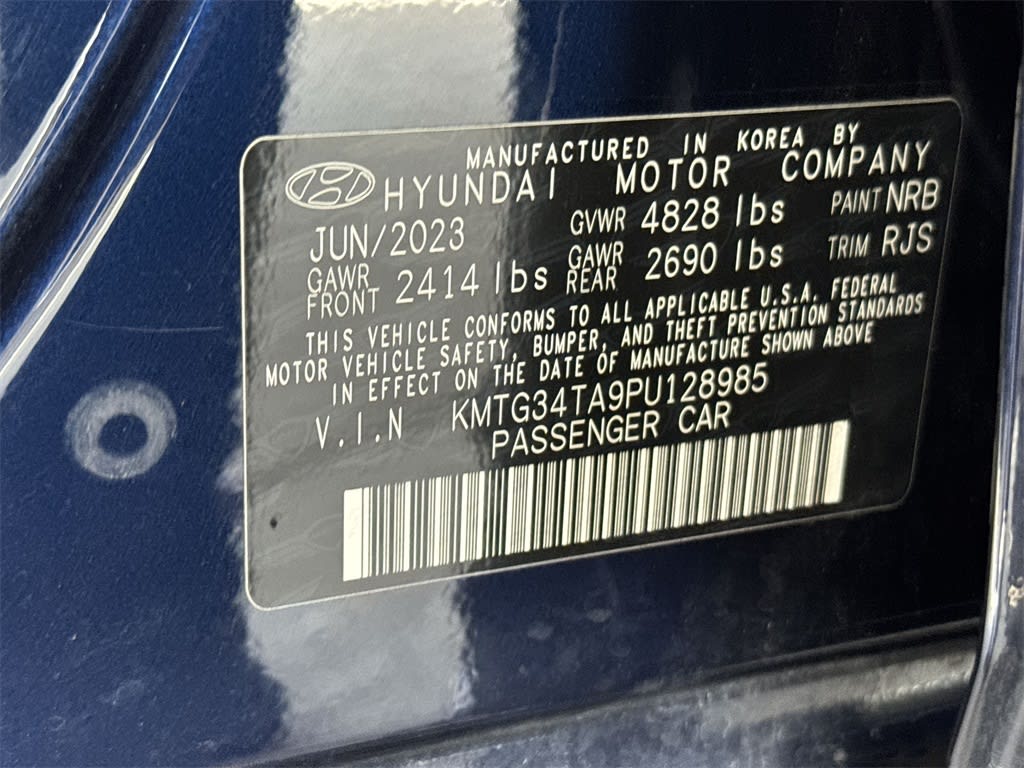 MANUFACTURED IN KOREA BY
HYUNDAI MOTOR COMPANY
JUN/2023 GVWR 4828 lbs PAINT NRB
GAWR FRONT 2414 lbs GAWR REAR 2690 lbs TRIM RJS
THIS VEHICLE CONFORMS TO ALL APPLICABLE U.S.A. FEDERAL
MOTOR VEHICLE SAFETY, BUMPER, AND THEFT PREVENTION STANDARDS
IN EFFECT ON THE DATE OF MANUFACTURE SHOWN ABOVE
V.I.N KMTG34TA9PU128985
PASSENGER CAR